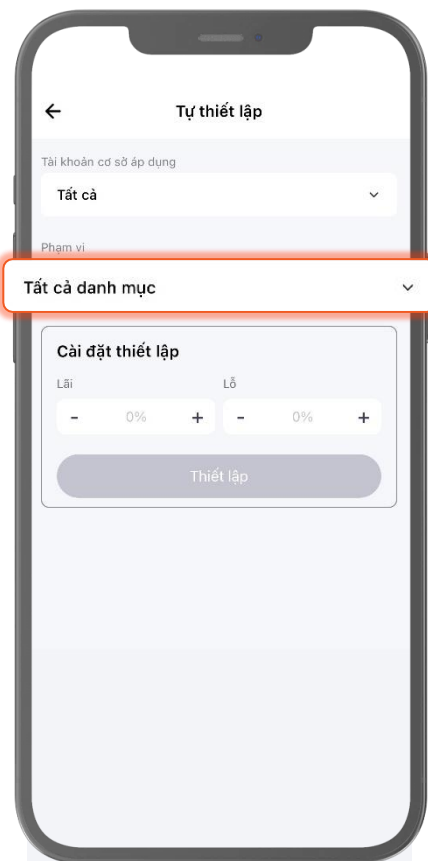 Tự thiết lập
Tài khoản cơ sở áp dụng
Tất cả
Phạm vi
Tất cả danh mục
Cài đặt thiết lập
Lãi Lỗ
- 0% + - 0% +
Thiết lập